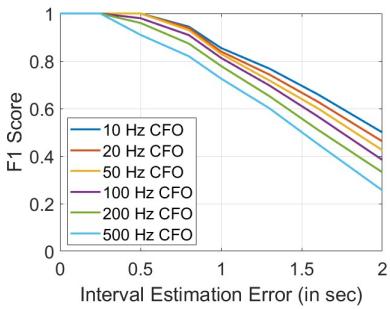 1
0.8
0.6
0.4
0.2
0
F1 Score
10 Hz CFO
20 Hz CFO
50 Hz CFO
100 Hz CFO
200 Hz CFO
500 Hz CFO
0 0.5 1 1.5 2
Interval Estimation Error (in sec)